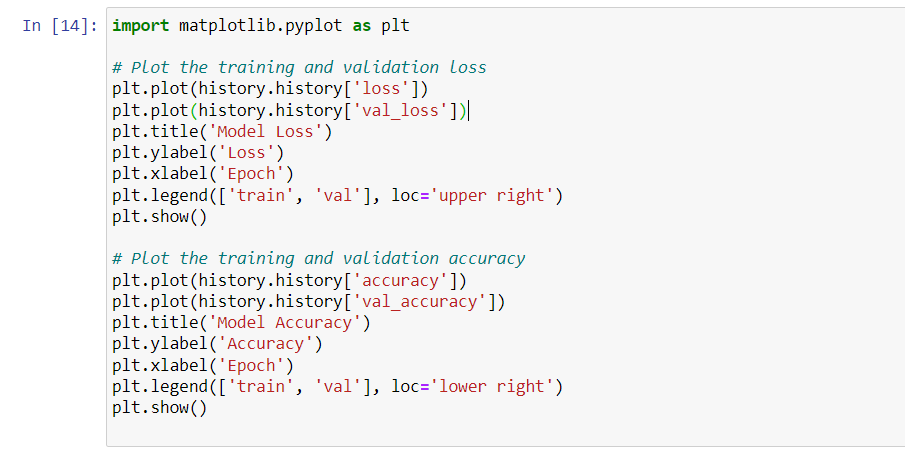 In [14]: import matplotlib.pyplot as plt
# Plot the training and validation loss
plt.plot(history.history['loss'])
plt.plot(history.history['val_loss'])
plt.title('Model Loss')
plt.ylabel('Loss')
plt.xlabel('Epoch')
plt.legend(['train', 'val'], loc='upper right')
plt.show()
# Plot the training and validation accuracy
plt.plot(history.history['accuracy'])
plt.plot(history.history['val_accuracy'])
plt.title('Model Accuracy')
plt.ylabel('Accuracy')
plt.xlabel('Epoch')
plt.legend(['train', 'val'], loc='lower right')
plt.show()